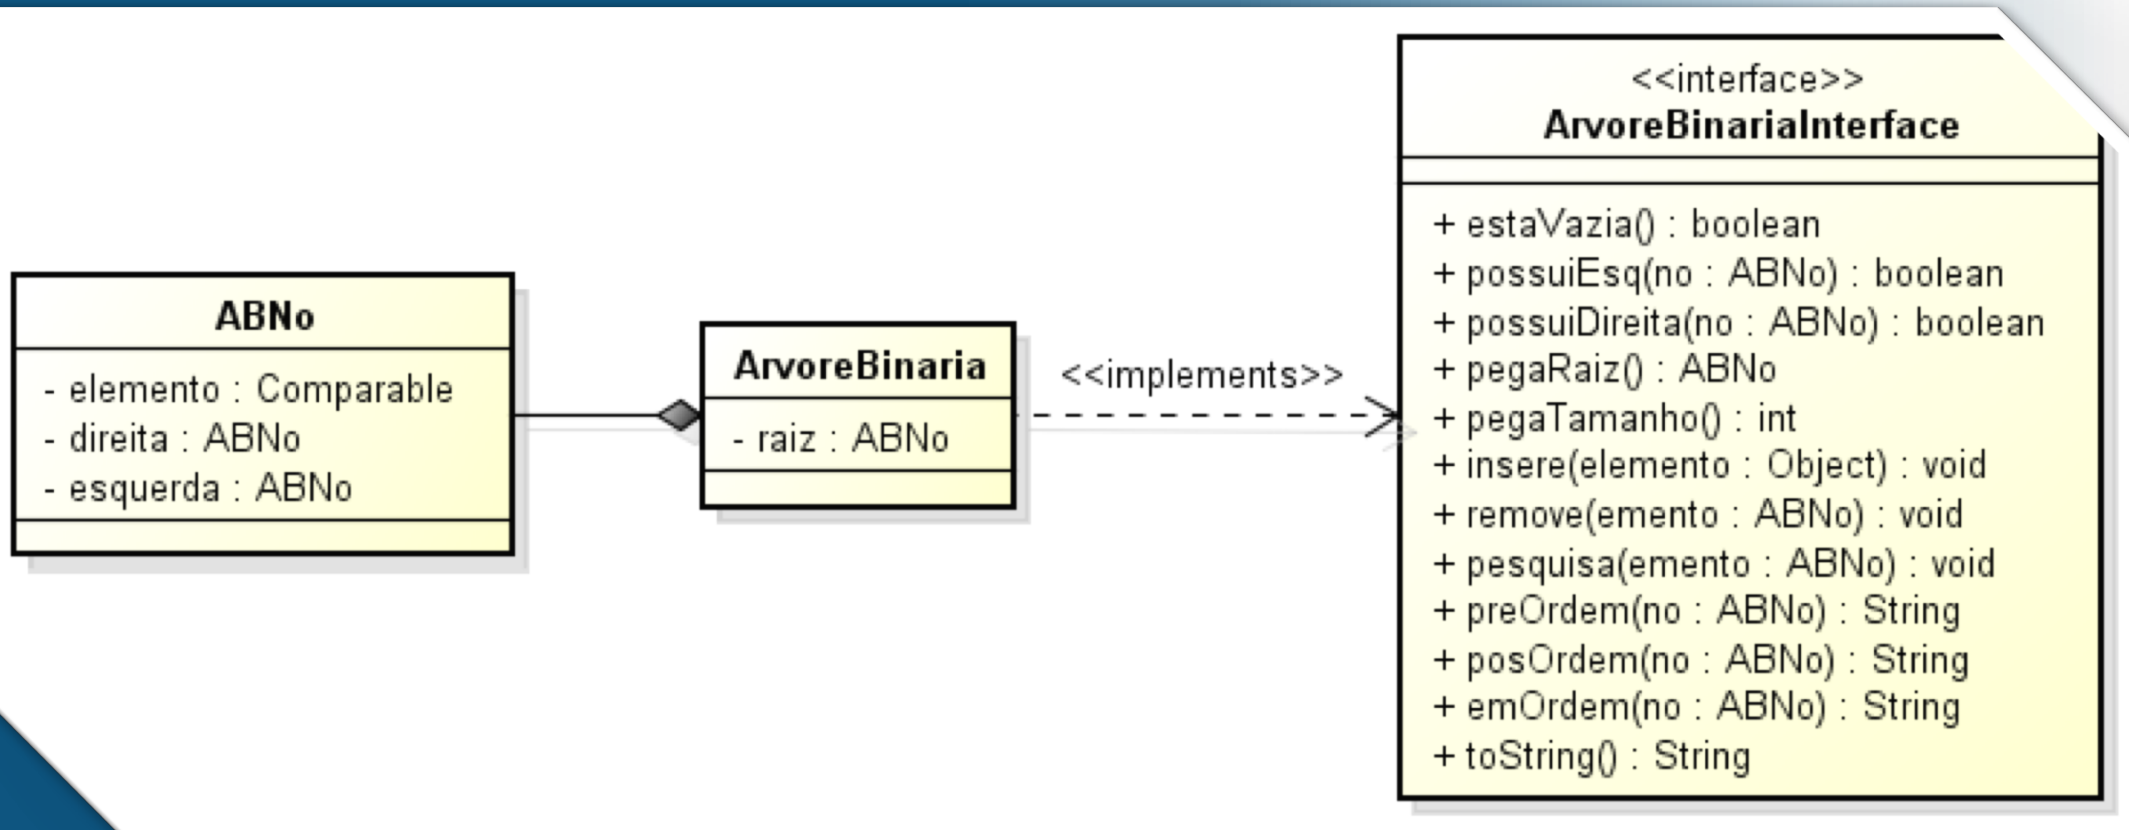 ABNo
- elemento : Comparable
- direita : ABNo
- esquerda : ABNo
ArvoreBinaria
- raiz : ABNo
<<implements>>
<<interface>>
ArvoreBinariaInterface
+ estaVazia() : boolean
+ possuiEsq(no : ABNo) : boolean
+ possuiDireita(no : ABNo) : boolean
+ pegaRaiz() : ABNo
+ pegaTamanho() : int
+ insere(elemento : Object) : void
+ remove(emento : ABNo) : void
+ pesquisa(emento : ABNo) : void
+ preOrdem(no : ABNo) : String
+ posOrdem(no : ABNo) : String
+ emOrdem(no : ABNo) : String
+ toString() : String